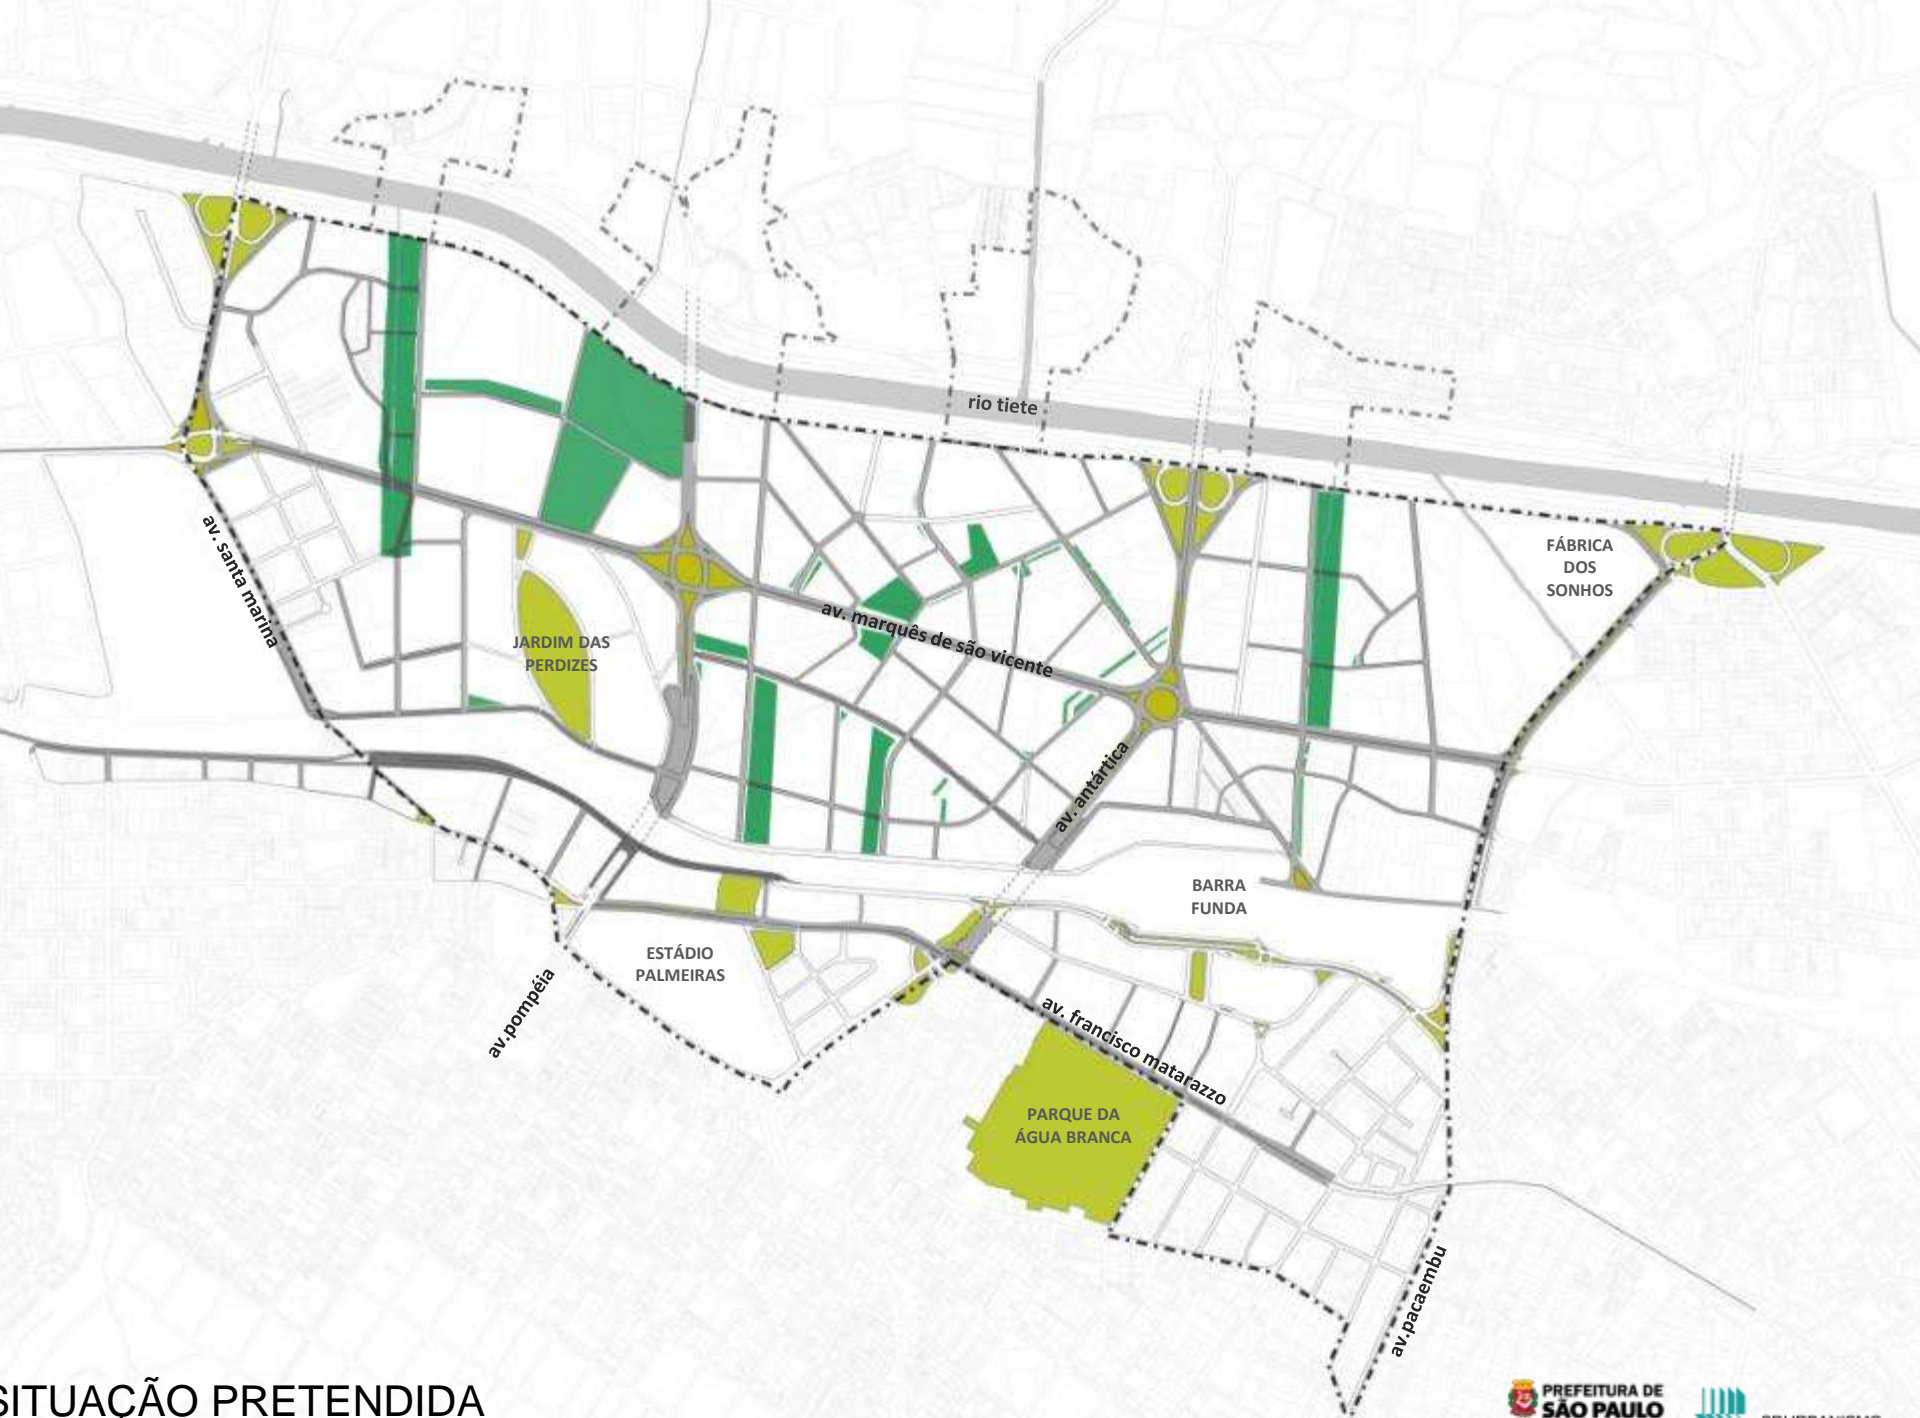 rio tiete
FÁBRICA
DOS
SONHOS
av. santa marina
JARDIM DAS
PERDIZES
av. marquês de são vicente
av. antártica
BARRA
FUNDA
ESTÁDIO
PALMEIRAS
av.pompéia
av. francisco matarazzo
PARQUE DA
ÁGUA BRANCA
av.pacaembu
SITUAÇÃO PRETENDIDA
PREFEITURA DE
SÃO PAULO